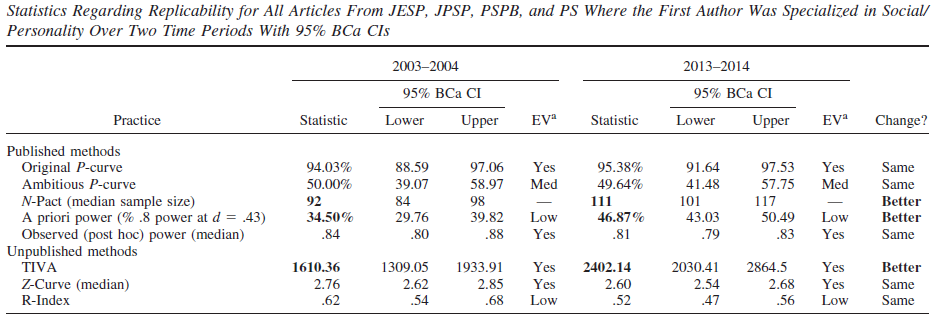 Statistics Regarding Replicability for All Articles From JESP, JPSP, PSPB, and PS Where the First Author Was Specialized in Social/
Personality Over Two Time Periods With 95% BCa CIs
2003–2004 2013–2014
95% BCa CI 95% BCa CI
Practice Statistic Lower Upper EVᵃ Statistic Lower Upper EVᵃ Change?
Published methods
Original P-curve 94.03% 88.59 97.06 Yes 95.38% 91.64 97.53 Yes Same
Ambitious P-curve 50.00% 39.07 58.97 Med 49.64% 41.48 57.75 Med Same
N-Pact (median sample size) 92 84 98 — 111 101 117 — Better
A priori power (% .8 power at d = .43) 34.50% 29.76 39.82 Low 46.87% 43.03 50.49 Low Better
Observed (post hoc) power (median) .84 .80 .88 Yes .81 .79 .83 Yes Same
Unpublished methods
TIVA 1610.36 1309.05 1933.91 Yes 2402.14 2030.41 2864.5 Yes Better
Z-Curve (median) 2.76 2.62 2.85 Yes 2.60 2.54 2.68 Yes Same
R-Index .62 .54 .68 Low .52 .47 .56 Low Same